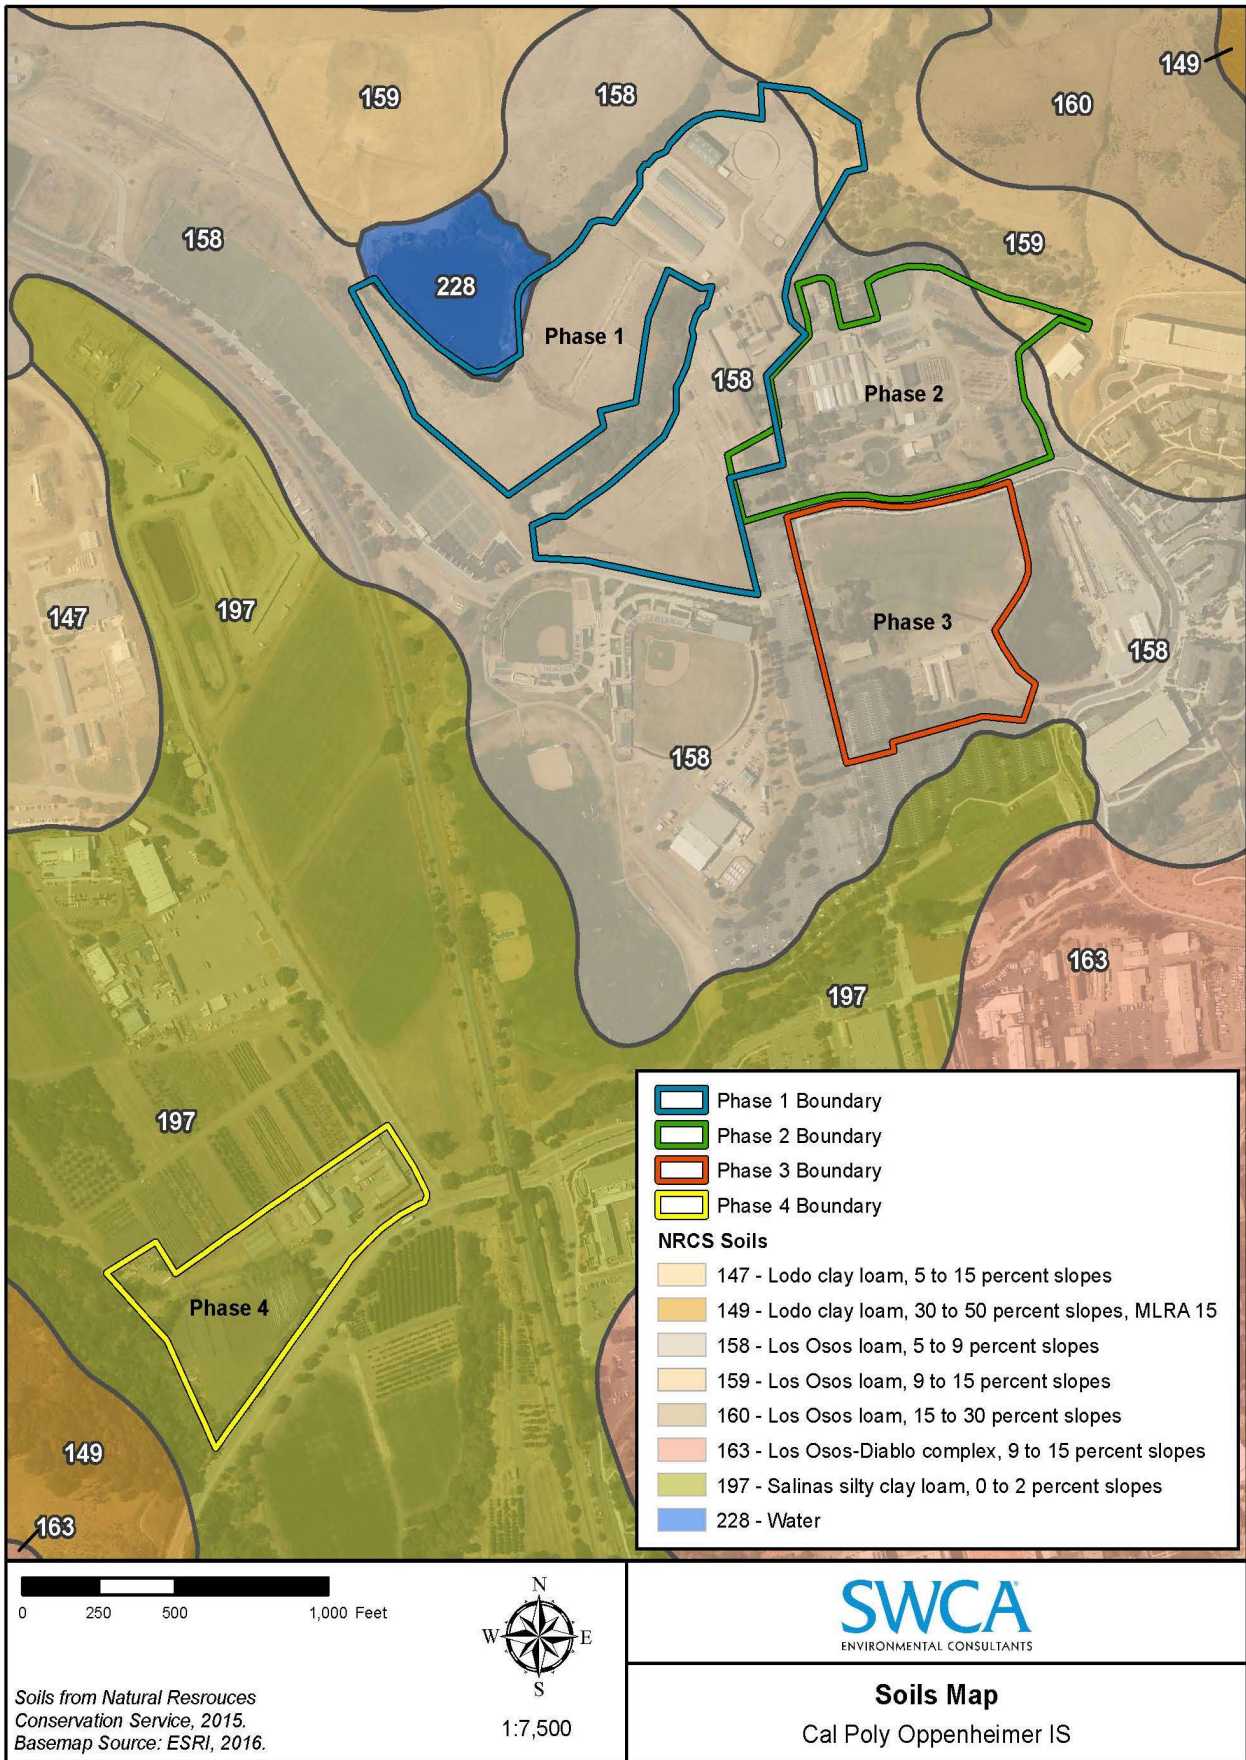 149
159
158
160
158
159
228
Phase 1
158
Phase 2
147
197
Phase 3
158
158
163
197
197
Phase 4
149
163
Phase 1 Boundary
Phase 2 Boundary
Phase 3 Boundary
Phase 4 Boundary
NRCS Soils
147 - Lodo clay loam, 5 to 15 percent slopes
149 - Lodo clay loam, 30 to 50 percent slopes, MLRA 15
158 - Los Osos loam, 5 to 9 percent slopes
159 - Los Osos loam, 9 to 15 percent slopes
160 - Los Osos loam, 15 to 30 percent slopes
163 - Los Osos-Diablo complex, 9 to 15 percent slopes
197 - Salinas silty clay loam, 0 to 2 percent slopes
228 - Water
0 250 500 1,000 Feet
N
W E
S
1:7,500
Soils from Natural Resrouces
Conservation Service, 2015.
Basemap Source: ESRI, 2016.
SWCA
ENVIRONMENTAL CONSULTANTS
Soils Map
Cal Poly Oppenheimer IS